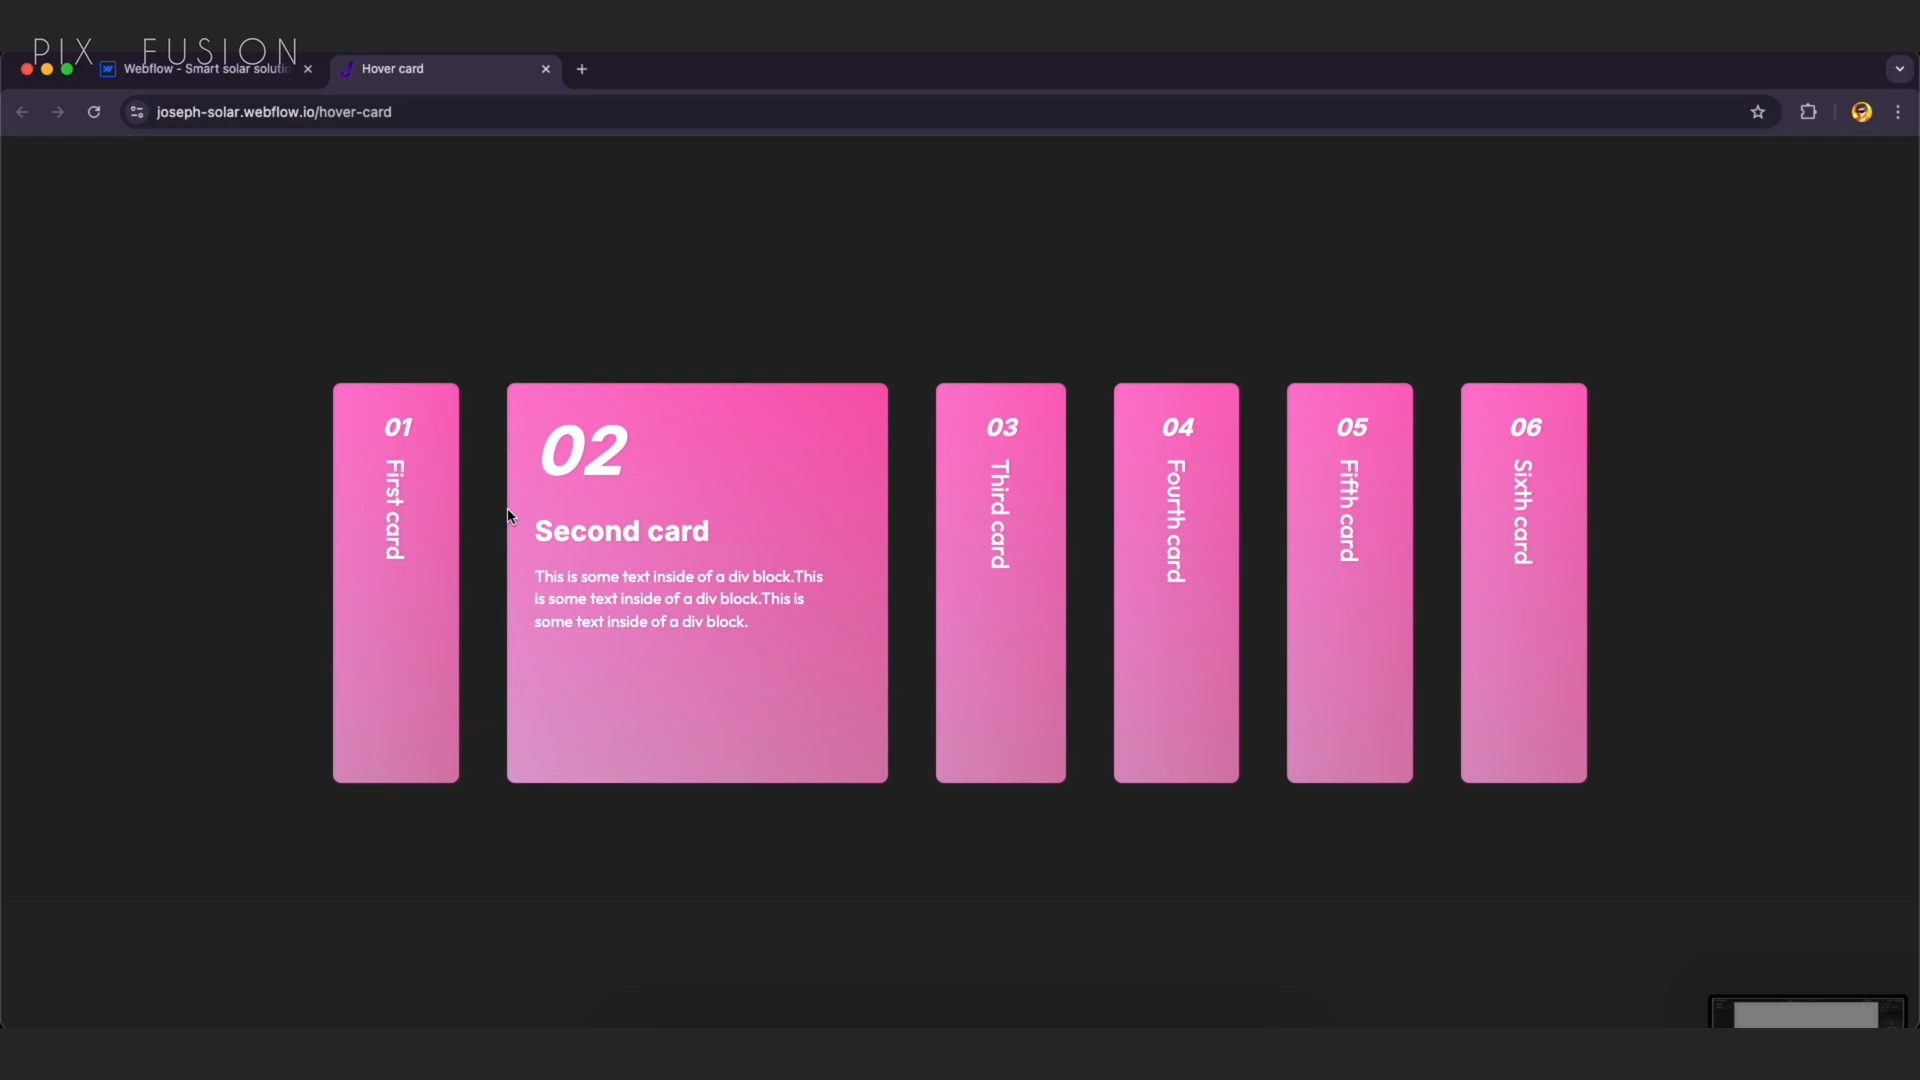 PIX FUSION
Webflow - Smart solar soluti
Hover card
joseph-solar.webflow.io/hover-card
01
First card
02
Second card
This is some text inside of a div block.This
is some text inside of a div block.This is
some text inside of a div block.
03
Third card
04
Fourth card
05
Fifth card
06
Sixth card